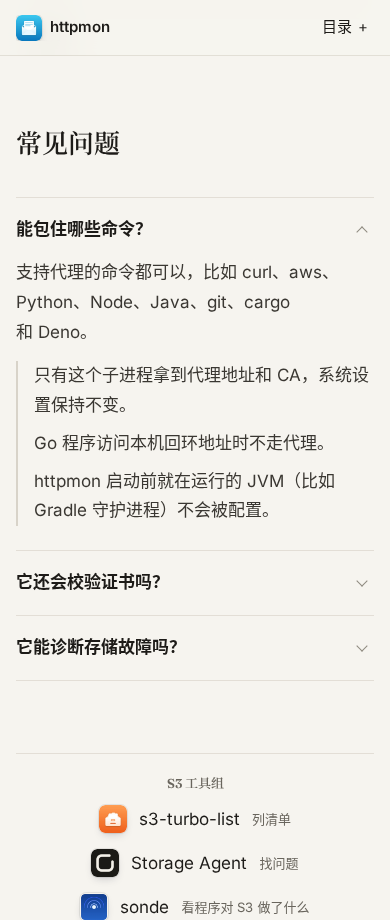 httpmon
目录 +
常见问题
能包住哪些命令?
支持代理的命令都可以，比如 curl、aws、
Python、Node、Java、git、cargo
和 Deno。
只有这个子进程拿到代理地址和 CA，系统设
置保持不变。
Go 程序访问本机回环地址时不走代理。
httpmon 启动前就在运行的 JVM（比如
Gradle 守护进程）不会被配置。
它还会校验证书吗?
它能诊断存储故障吗?
S3 工具组
s3-turbo-list 列清单
Storage Agent 找问题
sonde 看程序对 S3 做了什么